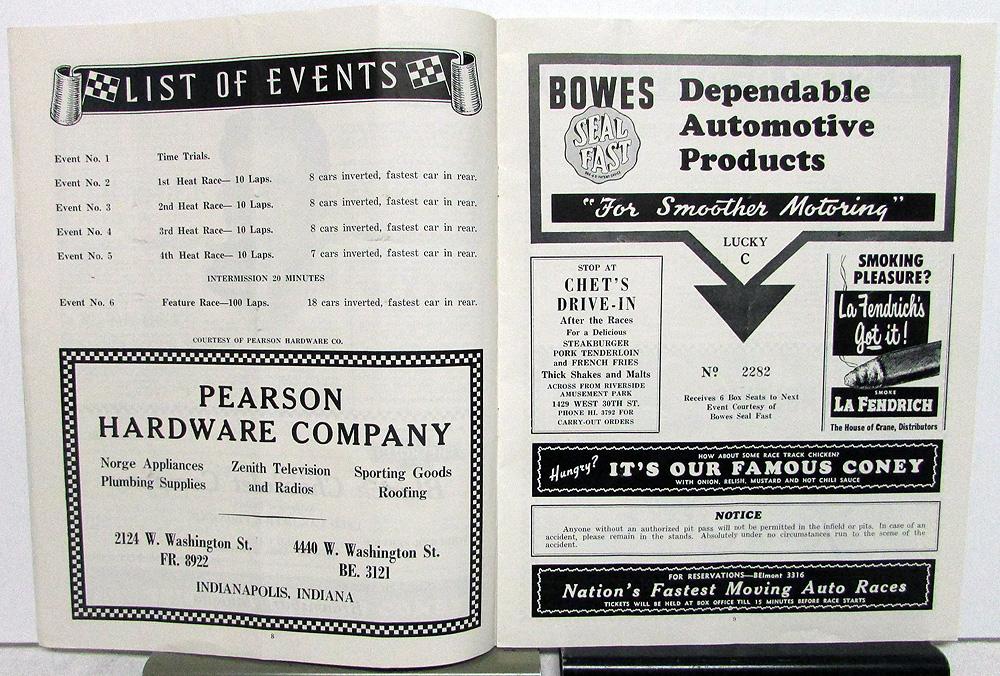 LIST OF EVENTS
Event No. 1 Time Trials.
Event No. 2 1st Heat Race— 10 Laps. 8 cars inverted, fastest car in rear.
Event No. 3 2nd Heat Race— 10 Laps. 8 cars inverted, fastest car in rear.
Event No. 4 3rd Heat Race— 10 Laps. 8 cars inverted, fastest car in rear.
Event No. 5 4th Heat Race— 10 Laps. 7 cars inverted, fastest car in rear.
INTERMISSION 20 MINUTES
Event No. 6 Feature Race—100 Laps. 18 cars inverted, fastest car in rear.
COURTESY OF PEARSON HARDWARE CO.
PEARSON
HARDWARE COMPANY
Norge Appliances
Plumbing Supplies
Zenith Television
and Radios
Sporting Goods
Roofing
2124 W. Washington St.
FR. 8922
4440 W. Washington St.
BE. 3121
INDIANAPOLIS, INDIANA
8
BOWES
SEAL
FAST
Dependable
Automotive
Products
"For Smoother Motoring"
LUCKY
C
Nº 2282
Receives 6 Box Seats to Next
Event Courtesy of
Bowes Seal Fast
STOP AT
CHET'S
DRIVE-IN
After the Races
For a Delicious
STEAKBURGER
PORK TENDERLOIN
and FRENCH FRIES
Thick Shakes and Malts
ACROSS FROM RIVERSIDE
AMUSEMENT PARK
1429 WEST 30TH ST.
PHONE HI. 3792 FOR
CARRY-OUT ORDERS
SMOKING
PLEASURE?
La Fendrich's
Got it!
SMOKE
LA FENDRICH
The House of Crane, Distributors
Hungry?
HOW ABOUT SOME RACE TRACK CHICKEN?
IT'S OUR FAMOUS CONEY
WITH ONION, RELISH, MUSTARD AND HOT CHILI SAUCE
NOTICE
Anyone without an authorized pit pass will not be permitted in the infield or pits. In case of an
accident, please remain in the stands. Absolutely under no circumstances run to the scene of the
accident.
FOR RESERVATIONS—BElmont 3316
Nation's Fastest Moving Auto Races
TICKETS WILL BE HELD AT BOX OFFICE TILL 15 MINUTES BEFORE RACE STARTS
9